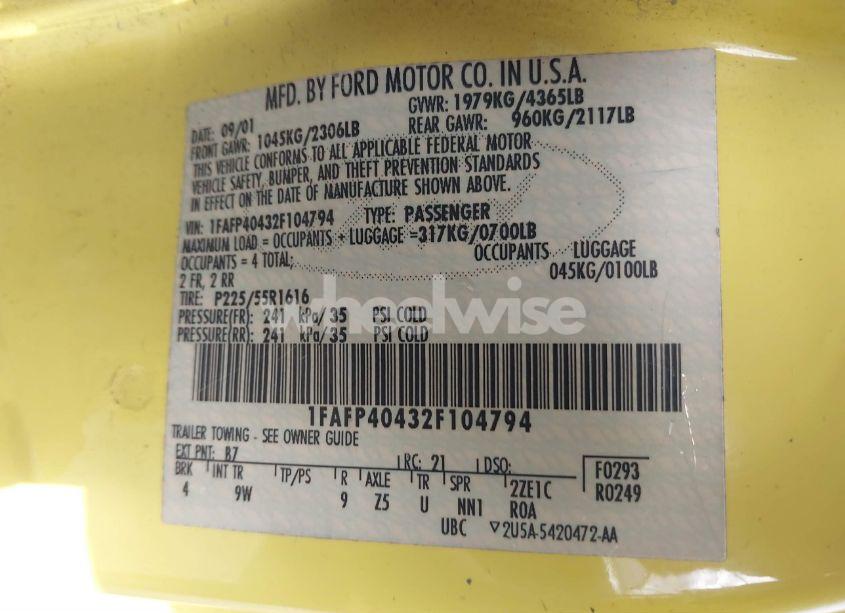 MFD. BY FORD MOTOR CO. IN U.S.A.
DATE: 09/01 GVWR: 1979KG/4365LB
FRONT GAWR: 1045KG/2306LB REAR GAWR: 960KG/2117LB
THIS VEHICLE CONFORMS TO ALL APPLICABLE FEDERAL MOTOR
VEHICLE SAFETY, BUMPER, AND THEFT PREVENTION STANDARDS
IN EFFECT ON THE DATE OF MANUFACTURE SHOWN ABOVE.
VIN: 1FAFP40432F104794 TYPE: PASSENGER
MAXIMUM LOAD = OCCUPANTS + LUGGAGE =317KG/0700LB
OCCUPANTS = 4 TOTAL; OCCUPANTS LUGGAGE
2 FR, 2 RR 045KG/0100LB
TIRE: P225/55R1616
PRESSURE(FR): 241 kPa/ 35 PSI COLD
PRESSURE(RR): 241 kPa/35 PSI COLD
wheelwise
1FAFP40432F104794
TRAILER TOWING - SEE OWNER GUIDE
EXT PNT: B7 RC: 21 DSO: F0293
BRK INT TR TP/PS R AXLE TR SPR 2ZE1C R0249
4 9W 9 Z5 U NN1 ROA
UBC ▽2U5A-5420472-AA